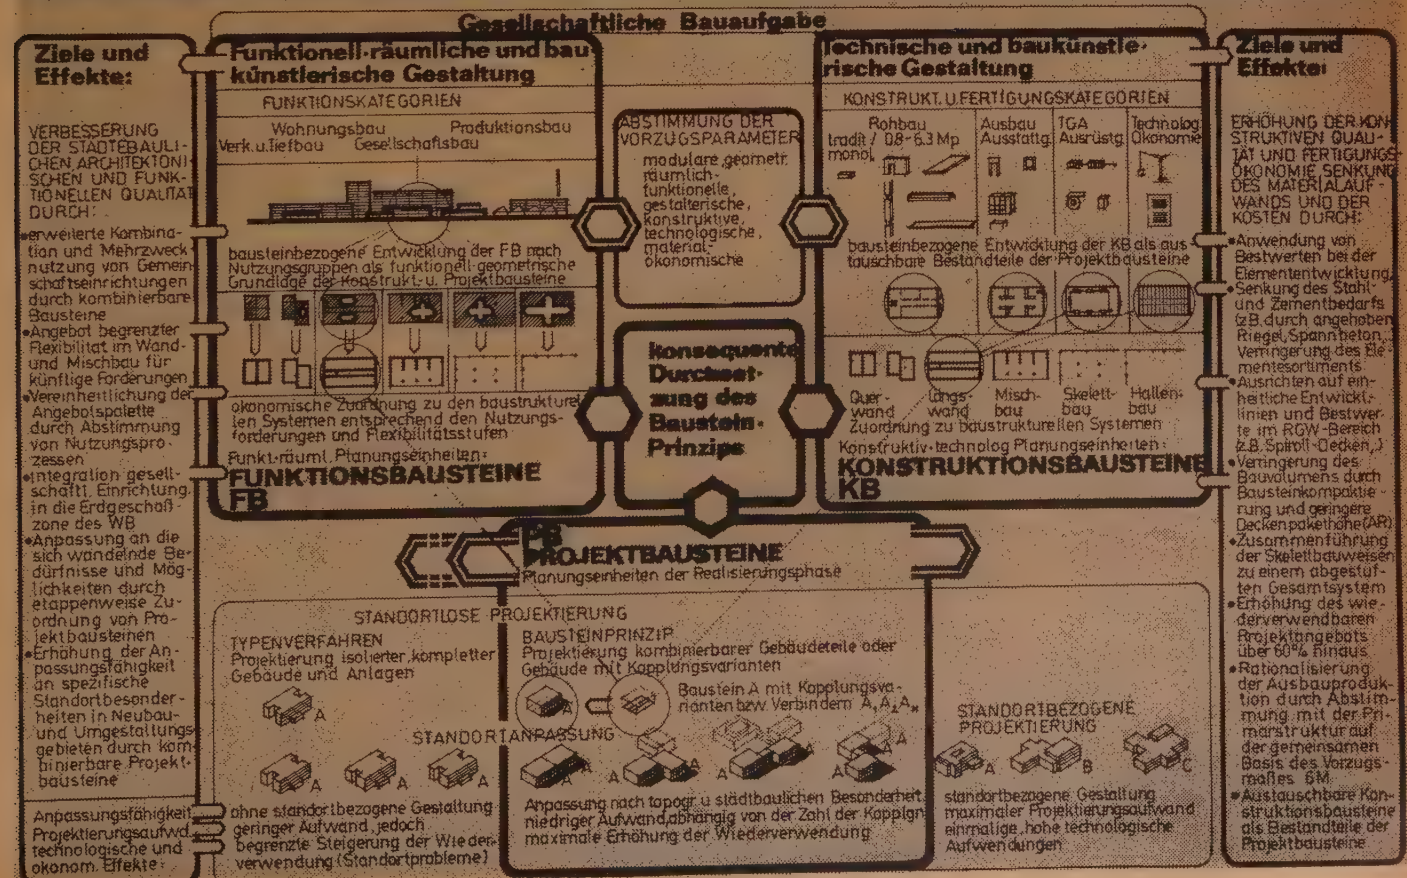 Gesellschaftliche Bauaufgabe
Ziele und
Effekte:
VERBESSERUNG
DER STÄDTEBAULI-
CHEN, ARCHITEKTONI-
SCHEN UND FUNK-
TIONELLEN QUALITÄT
DURCH:
•erweiterte Kombina-
tion und Mehrzweck-
nutzung von Gemein
schaftseinrichtungen
durch kombinierbare
Bausteine
•Angebot begrenzter
Flexibilität im Wand-
und Mischbau für
künftige Forderungen
•Vereinheitlichung der
Angebotspalette
durch Abstimmung
von Nutzungspro-
zessen
•Integration gesell-
schaftl. Einrichtung.
in die Erdgeschoß-
zone des WB
•Anpassung an die
sich wandelnde Be-
dürfnisse und Mög-
lichkeiten durch
etappenweise Zu-
ordnung von Pro-
jektbausteinen
•Erhöhung der An-
passungsfähigkeit
an spezifische
Standortbesonder-
heiten in Neubau-
und Umgestaltungs-
gebieten durch kom-
binierbare Projekt-
bausteine
Anpassungsfähigkeit
Projektierungsaufwd.
technologische und
ökonom. Effekte:
Funktionell-räumliche und bau
künstlerische Gestaltung
FUNKTIONSKATEGORIEN
Wohnungsbau Produktionsbau
Verk.u.Tiefbau Gesellschaftsbau
bausteinbezogene Entwicklung der FB nach
Nutzungsgruppen als funktionell-geometrische
Grundlage der Konstrukt.-u. Projektbausteine
ökonomische Zuordnung zu den baustrukturel
len Systemen entsprechend den Nutzungs-
forderungen und Flexibilitätsstufen
Funkt.-räuml. Planungseinheiten:
FUNKTIONSBAUSTEINE
FB
ABSTIMMUNG DER
VORZUGSPARAMETER
modulare, geometr.
räumlich-
funktionelle,
gestalterische,
konstruktive,
technologische,
material-
ökonomische
konsequente
Durchset-
zung des
Baustein-
Prinzips
Technische und baukünstle-
rische Gestaltung
KONSTRUKT. U. FERTIGUNGSKATEGORIEN
Rohbau
tradit./ 0,8-6,3 Mp
monol.
Ausbau
Ausstattg.
TGA
Ausrüstg.
Technolog.
Ökonomie
bausteinbezogene Entwicklung der KB als aus
tauschbare Bestandteile der Projektbausteine
Quer-
wand
Längs-
wand
Misch-
bau
Skelett-
bau
Hallen-
bau
Zuordnung zu baustrukturellen Systemen
Konstruktiv-technolog. Planungseinheiten:
KONSTRUKTIONSBAUSTEINE
KB
Ziele und
Effekte:
ERHÖHUNG DER KON-
STRUKTIVEN QUALI-
TÄT UND FERTIGUNGS-
ÖKONOMIE, SENKUNG
DES MATERIALAUF-
WANDS UND DER
KOSTEN DURCH:
•Anwendung von
Bestwerten bei der
Elemententwicklung,
•Senkung des Stahl-
und Zementbedarfs
(z.B. durch angehoben
Riegel, Spannbeton,.)
Verringerung des Ele-
mentesortiments
•Ausrichten auf ein-
heitliche Entwickl.-
linien und Bestwer-
te im RGW-Bereich
(z.B. Spiroll-Decken,.)
•Verringerung des
Bauvolumens durch
Bausteinkompaktie-
rung und geringere
Deckenpakethöhe(AR)
•Zusammenführung
der Skelettbauweisen
zu einem abgestuf-
ten Gesamtsystem
•Erhöhung des wie-
derverwendbaren
Projektangebots
über 60% hinaus
•Rationalisierung
der Ausbauproduk-
tion durch Abstim-
mung mit der Pri-
märstruktur auf
der gemeinsamen
Basis des Vorzugs-
maßes 6M
•Austauschbare Kon-
struktionsbausteine
als Bestandteile der
Projektbausteine
PB
PROJEKTBAUSTEINE
Planungseinheiten der Realisierungsphase
STANDORTLOSE PROJEKTIERUNG
TYPENVERFAHREN
Projektierung isolierter, kompletter
Gebäude und Anlagen
A
BAUSTEINPRINZIP
Projektierung kombinierbarer Gebäudeteile oder
Gebäude mit Kopplungsvarianten
A
Baustein A mit Kopplungsva-
rianten bzw. Verbindern
STANDORTANPASSUNG
A A A
A A A A A
STANDORTBEZOGENE
PROJEKTIERUNG
A B C
ohne standortbezogene Gestaltung
geringer Aufwand, jedoch
begrenzte Steigerung der Wieder-
verwendung (Standortprobleme)
Anpassung nach topogr. u. städtbaulichen Besonderheit.
niedriger Aufwand, abhängig von der Zahl der Kopplgn
maximale Erhöhung der Wiederverwendung
standortbezogene Gestaltung
maximaler Projektierungsaufwand
einmalige, hohe technologische
Aufwendungen